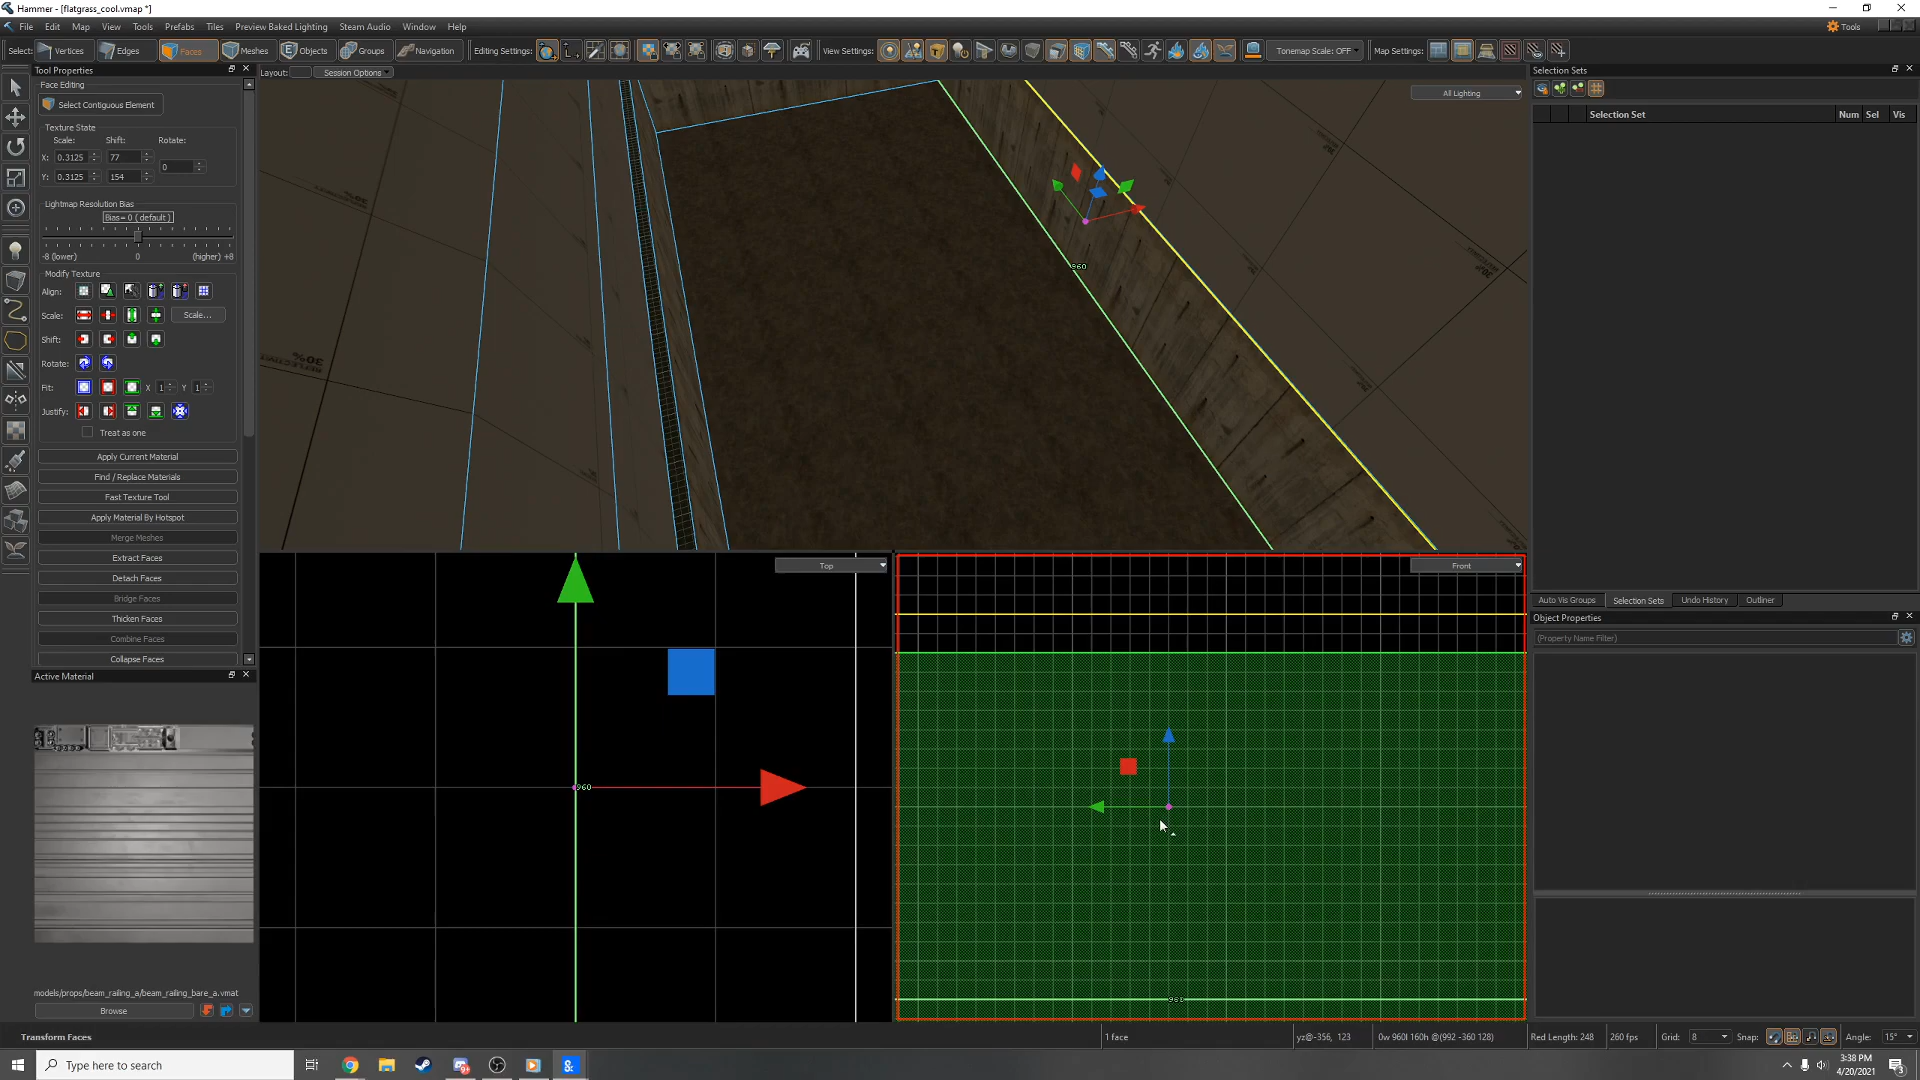 Hammer - [flatgrass_cool.vmap *]
File Edit Map View Tools Prefabs Tiles Preview Baked Lighting Steam Audio Window Help Tools
Select: Vertices Edges Faces Meshes Objects Groups Navigation Editing Settings: View Settings: Tonemap Scale: OFF Map Settings:
Tool Properties
Layout: Session Options
Selection Sets
Face Editing
Select Contiguous Element
All Lighting
Selection Set Num Sel Vis
Texture State
Scale: Shift: Rotate:
X: 0.3125 77
0
Y: 0.3125 154
Lightmap Resolution Bias
Bias= 0 ( default )
-8 (lower) 0 (higher) +8
960
Modify Texture
Align:
Scale: Scale...
Shift:
Rotate:
Fit: X 1 Y 1
Justify:
Treat as one
Apply Current Material
Find / Replace Materials
Fast Texture Tool
Apply Material By Hotspot
Merge Meshes
Extract Faces
Detach Faces
Bridge Faces
Thicken Faces
Combine Faces
Collapse Faces
Top
Front
Auto Vis Groups Selection Sets Undo History Outliner
Object Properties
(Property Name Filter)
Active Material
960
960
models/props/beam_railing_a/beam_railing_bare_a.vmat
Browse
Transform Faces 1 face yz@-356, 123 0w 960l 160h @(992 -360 128) Red Length: 248 260 fps Grid: 8 Snap: Angle: 15°
Type here to search
3:38 PM
4/20/2021